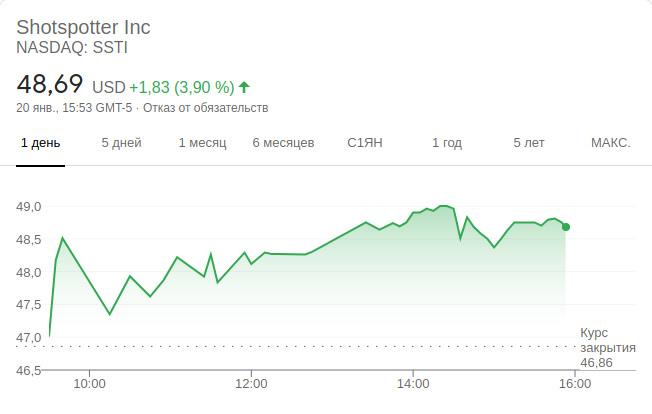 Shotspotter Inc
NASDAQ: SSTI
48,69 USD +1,83 (3,90 %)
20 янв., 15:53 GMT-5 · Отказ от обязательств
1 день 5 дней 1 месяц 6 месяцев С1ЯН 1 год 5 лет МАКС.
49,0
48,5
48,0
47,5
47,0
46,5
Курс
закрытия
46,86
10:00 12:00 14:00 16:00